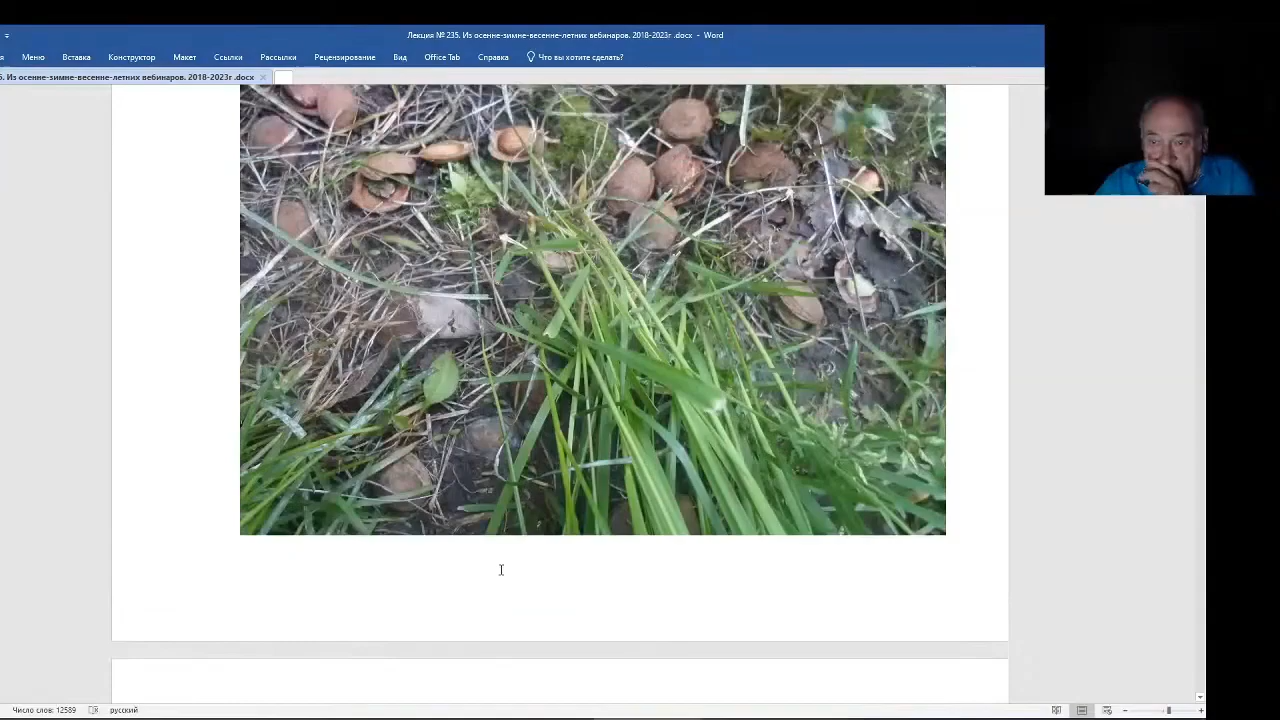 Лекция № 235. Из осенне-зимне-весенне-летних вебинаров. 2018-2023г .docx - Word
Меню Вставка Конструктор Макет Ссылки Рассылки Рецензирование Вид Office Tab Справка Что вы хотите сделать?
5. Из осенне-зимне-весенне-летних вебинаров. 2018-2023г .docx
Число слов: 12589 русский